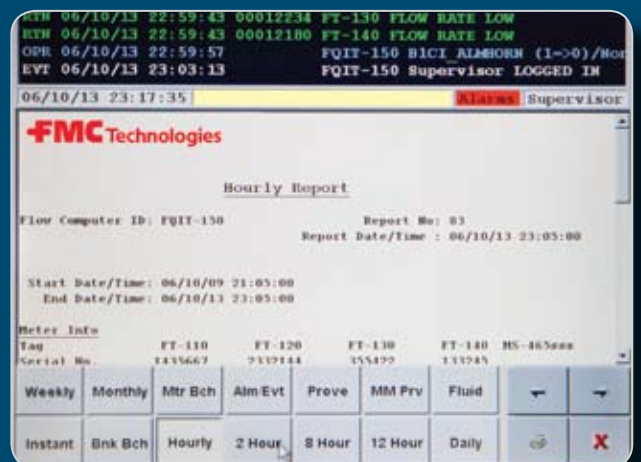 RTN 06/10/13 22:59:43 00012234 FT-130 FLOW RATE LOW
RTN 06/10/13 22:59:43 00012180 FT-140 FLOW RATE LOW
OPR 06/10/13 22:59:57 FQIT-150 B1CI_ALMHORN (1=>0)/Nor
EVT 06/10/13 23:03:13 FQIT-150 Supervisor LOGGED IN
06/10/13 23:17:35 Alarms Supervisor
FMC Technologies
Hourly Report
Flow Computer ID: FQIT-150 Report No: 83
Report Date/Time : 06/10/13 23:05:00
Start Date/Time: 06/10/09 21:05:00
End Date/Time: 06/10/13 23:05:00
Meter Info
Tag FT-110 FT-120 FT-130 FT-140
Serial No. 1435667 2332144 355422 133245
Weekly Monthly Mtr Bch Alm/Evt Prove MM Prv Fluid
Instant Bnk Bch Hourly 2 Hour 8 Hour 12 Hour Daily X